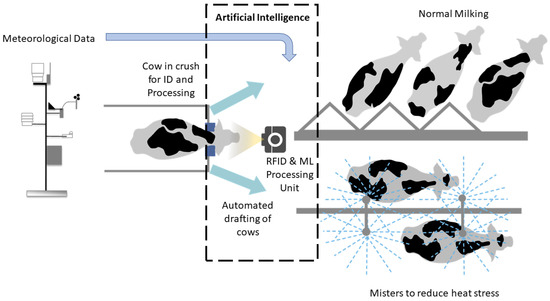 Artificial Intelligence
Normal Milking
Meteorological Data
Cow in crush
for ID and
Processing
RFID & ML
Processing
Unit
Automated
drafting of
cows
Misters to reduce heat stress